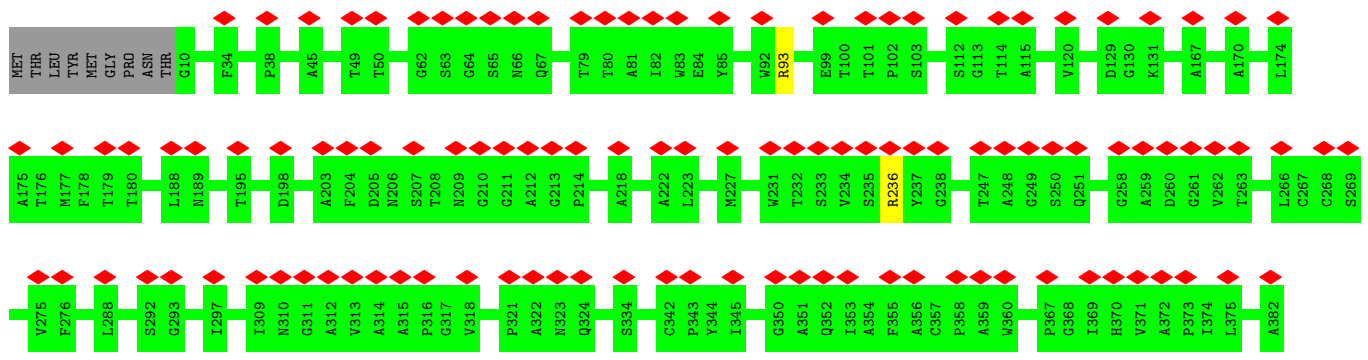 MET THR LEU TYR MET GLY PRO ASN THR G10 F34 P38 A45 T49 T50 G62 S63 G64 S65 N66 Q67 T79 T80 A81 I82 W83 E84 Y85 W92 R93 E99 T100 T101 P102 S103 S112 G113 T114 A115 V120 D129 G130 K131 A167 A170 L174
A175 T176 M177 F178 T179 T180 L188 N189 T195 D198 A203 F204 D205 N206 S207 T208 N209 G210 G211 A212 G213 P214 A218 A222 L223 M227 W231 T232 S233 V234 S235 R236 Y237 G238 T247 A248 G249 S250 Q251 G258 A259 D260 G261 V262 T263 L266 C267 C268 S269
V275 F276 L288 S292 G293 I297 I309 N310 G311 A312 V313 A314 A315 P316 G317 V318 P321 A322 N323 Q324 S334 C342 P343 Y344 I345 G350 A351 Q352 I353 A354 F355 A356 C357 P358 A359 W360 P367 G368 I369 H370 V371 A372 P373 I374 L375 A382